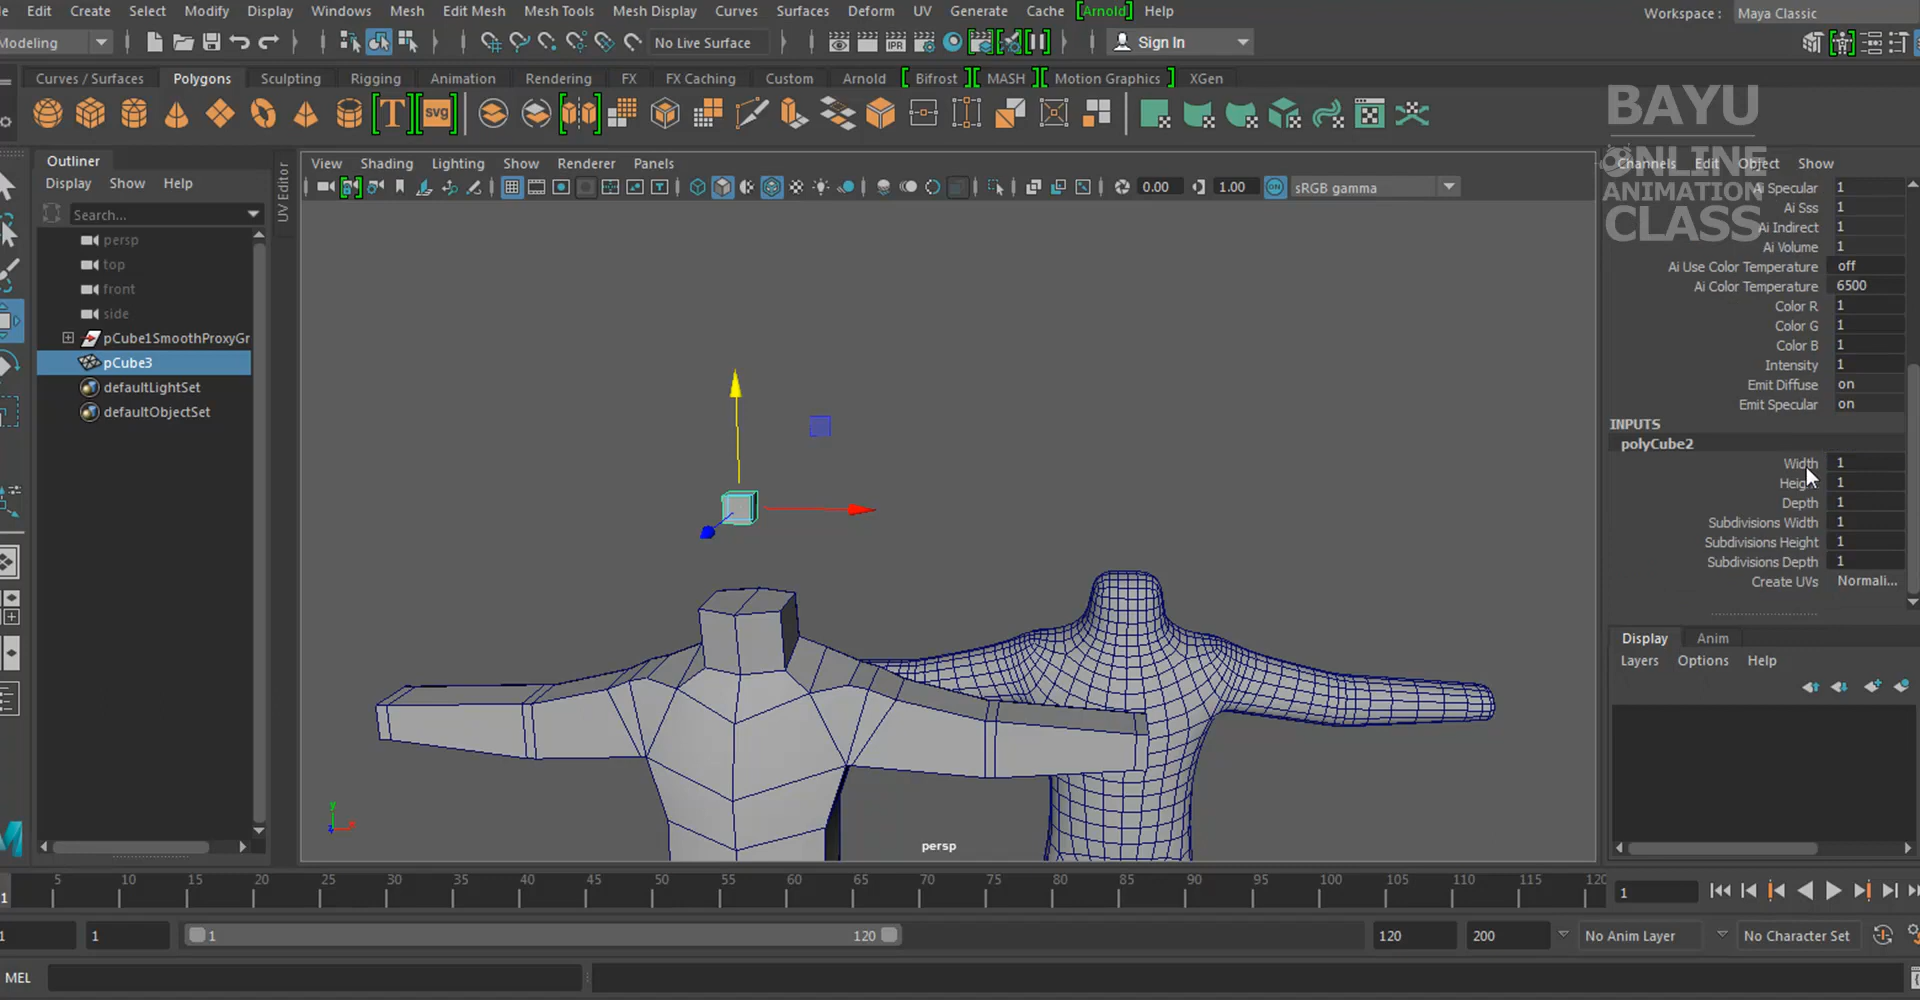 Edit Create Select Modify Display Windows Mesh Edit Mesh Mesh Tools Mesh Display Curves Surfaces Deform UV Generate Cache [Arnold] Help
Workspace : Maya Classic
Modeling No Live Surface IPR Sign In
Curves / Surfaces Polygons Sculpting Rigging Animation Rendering FX FX Caching Custom Arnold [ Bifrost ] [ MASH ] [ Motion Graphics ] XGen
T svg
BAYU
ONLINE
ANIMATION
CLASS
Outliner
Display Show Help
Search...
persp
top
front
side
pCube1SmoothProxyGr
pCube3
defaultLightSet
defaultObjectSet
UV Editor
View Shading Lighting Show Renderer Panels
0.00 1.00 ON sRGB gamma
y
persp
Channels Edit Object Show
Ai Specular 1
Ai Sss 1
Ai Indirect 1
Ai Volume 1
Ai Use Color Temperature off
Ai Color Temperature 6500
Color R 1
Color G 1
Color B 1
Intensity 1
Emit Diffuse on
Emit Specular on
INPUTS
polyCube2
Width 1
Height 1
Depth 1
Subdivisions Width 1
Subdivisions Height 1
Subdivisions Depth 1
Create UVs Normali...
Display Anim
Layers Options Help
5 10 15 20 25 30 35 40 45 50 55 60 65 70 75 80 85 90 95 100 105 110 115 120
1 1
1 1 1 120 120 200 No Anim Layer No Character Set
MEL